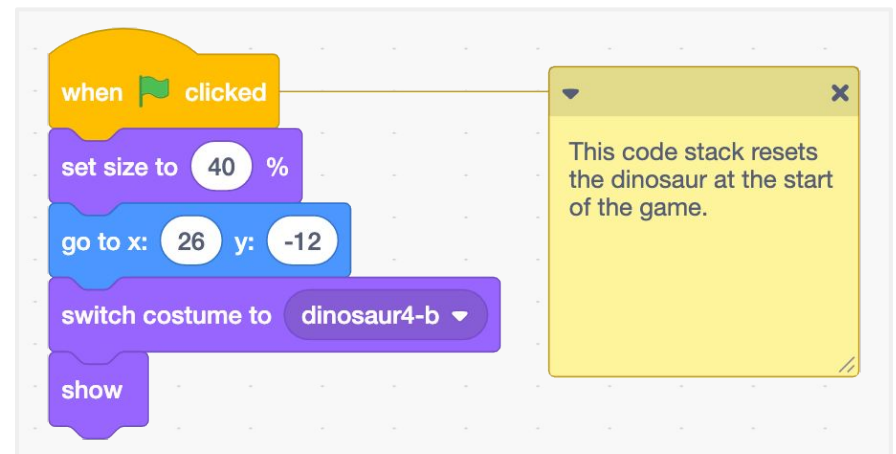 when clicked
set size to 40 %
go to x: 26 y: -12
switch costume to dinosaur4-b
show
This code stack resets
the dinosaur at the start
of the game.